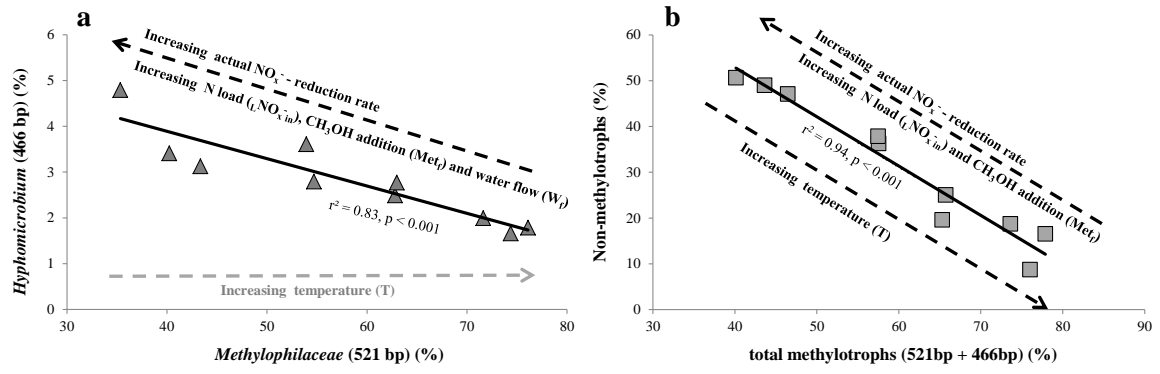 a
Hyphomicrobium (466 bp) (%)
6
5
4
3
2
1
0
Increasing actual NOx- - reduction rate
Increasing N load (LNOx-in), CH3OH addition (Metf) and water flow (Wf)
r² = 0.83, p < 0.001
Increasing temperature (T)
30 40 50 60 70 80
Methylophilaceae (521 bp) (%)
b
Non-methylotrophs (%)
60
50
40
30
20
10
0
Increasing actual NOx- - reduction rate
Increasing N load (LNOx-in) and CH3OH addition (Metf)
r² = 0.94, p < 0.001
Increasing temperature (T)
30 40 50 60 70 80 90
total methylotrophs (521bp + 466bp) (%)